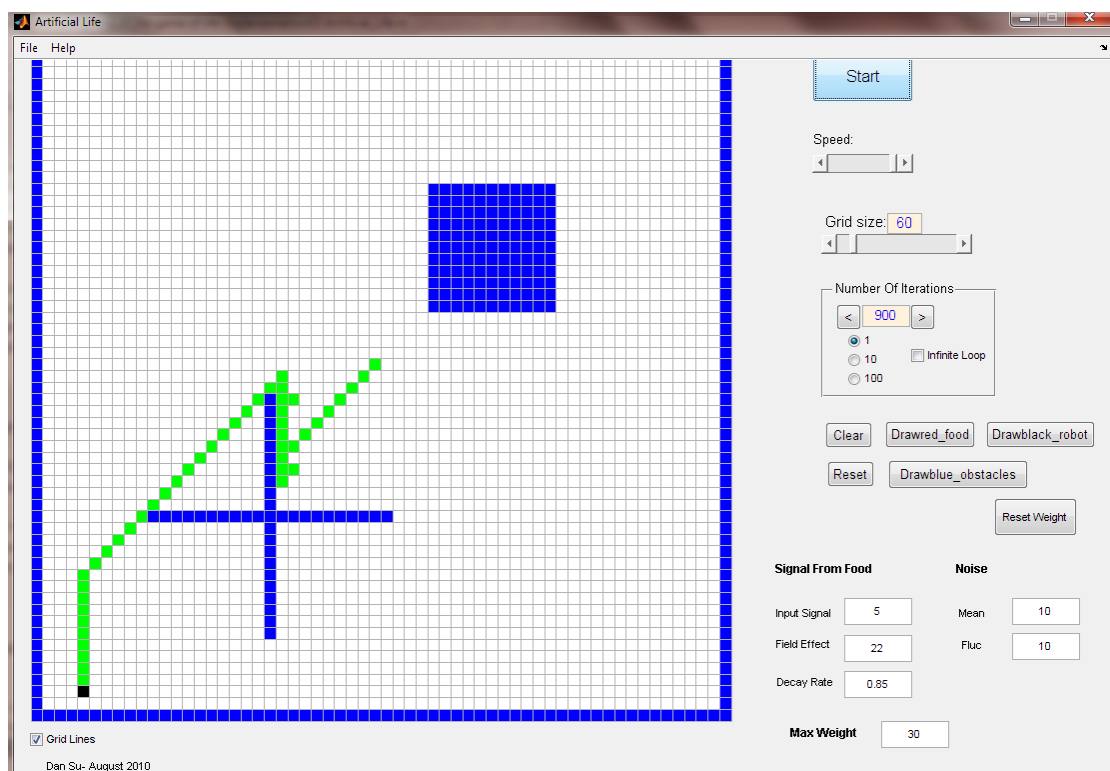 Artificial Life
File Help
Start
Speed:
Grid size: 60
Number Of Iterations
< 900 >
1
10
Infinite Loop
100
Clear
Drawred_food
Drawblack_robot
Reset
Drawblue_obstacles
Reset Weight
Signal From Food
Noise
Input Signal 5
Mean 10
Field Effect 22
Fluc 10
Decay Rate 0.85
Max Weight 30
Grid Lines
Dan Su- August 2010